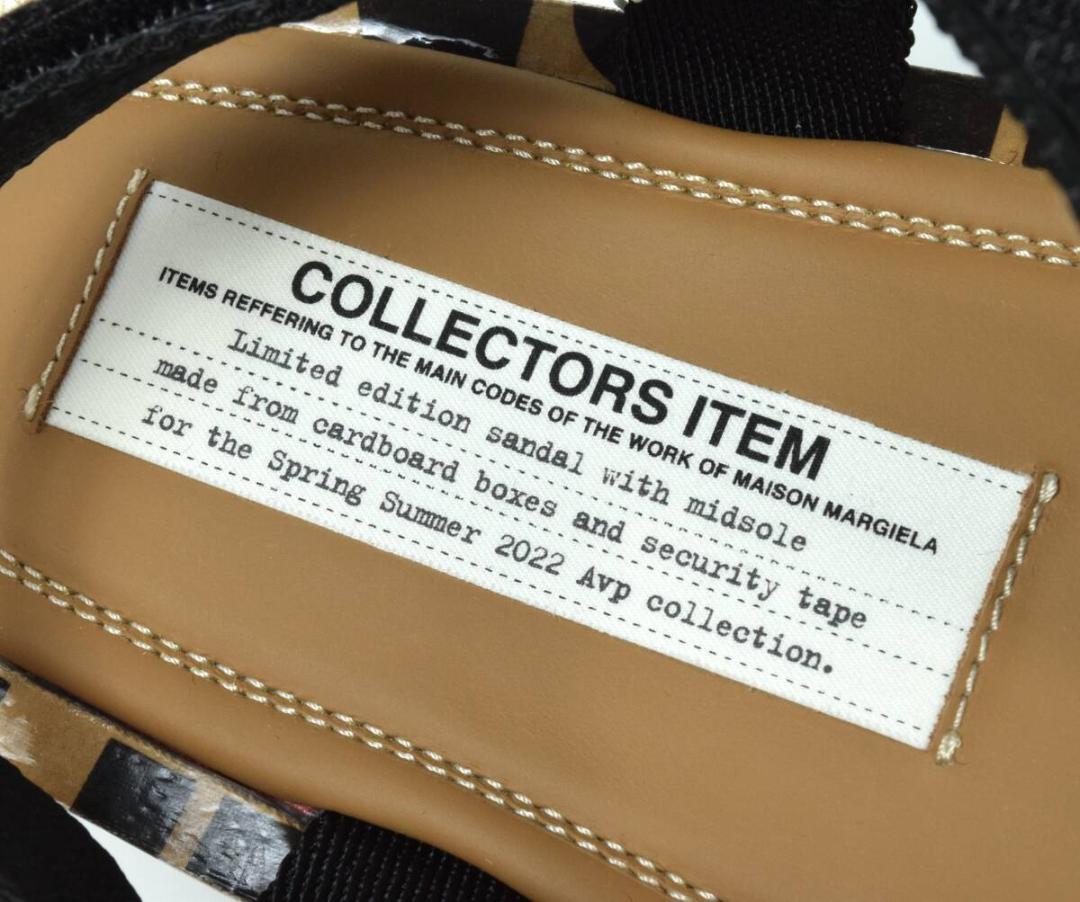 COLLECTORS ITEM
ITEMS REFFERING TO THE MAIN CODES OF THE WORK OF MAISON MARGIELA
Limited edition sandal with midsole
made from cardboard boxes and security tape
for the Spring Summer 2022 Avp collection.